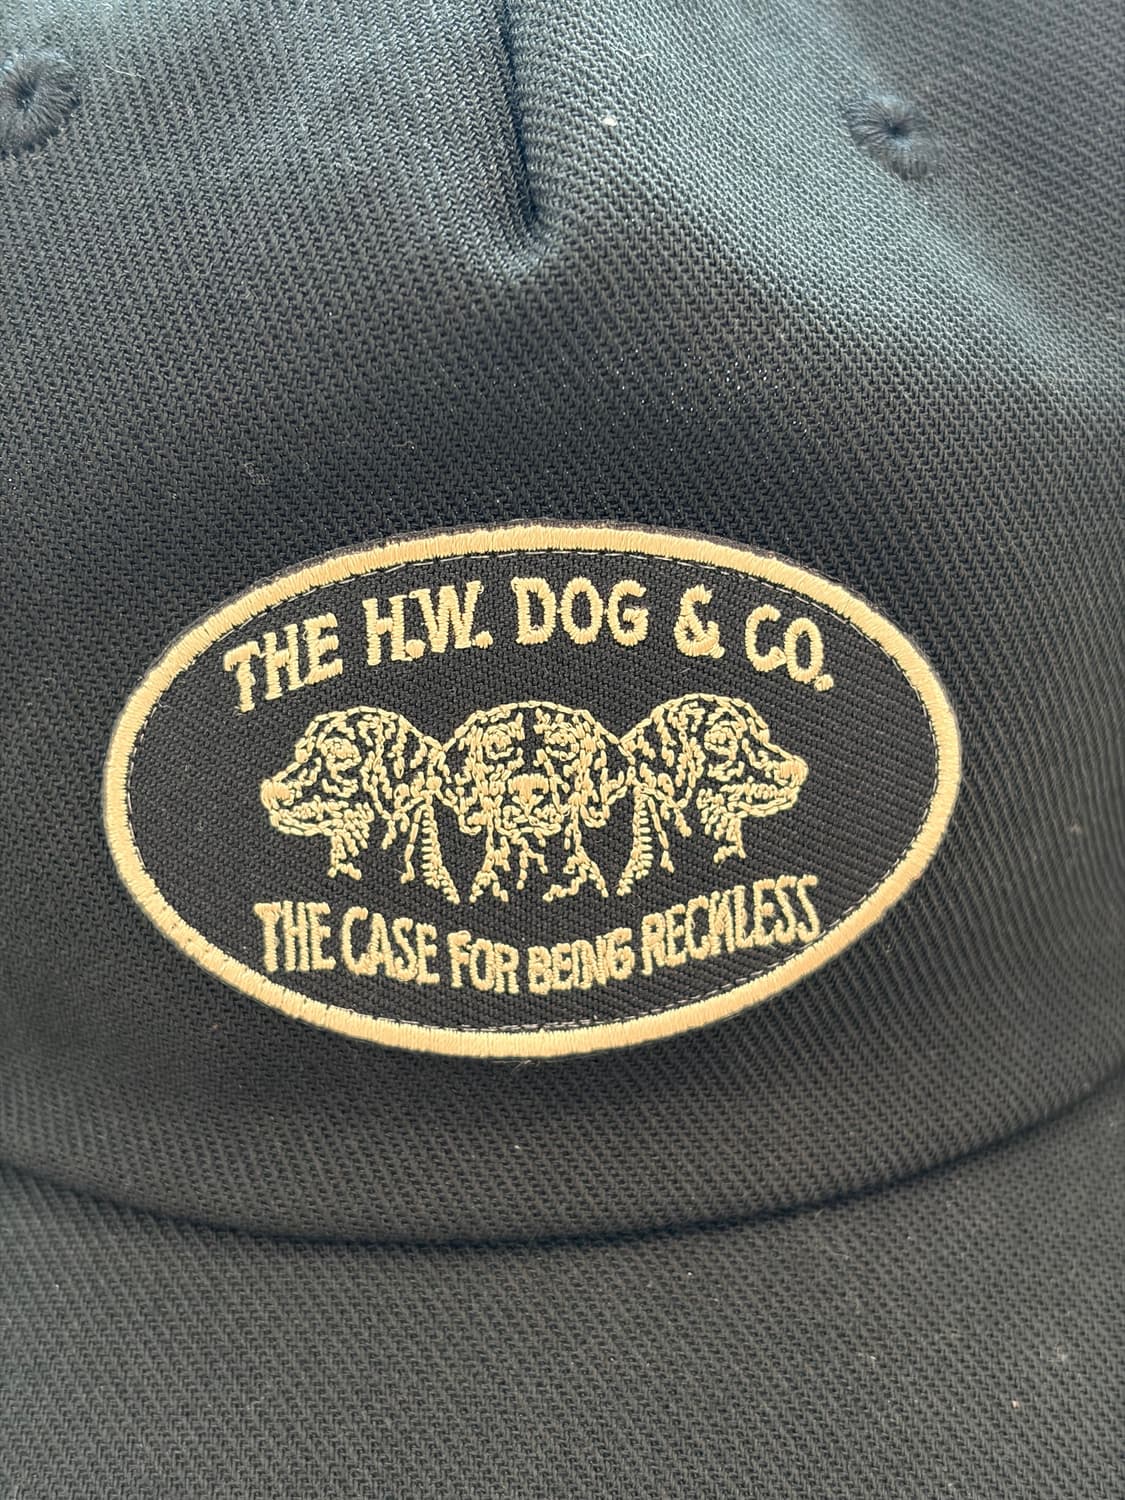 THE H.W. DOG & CO.
THE CASE FOR BEING RECKLESS